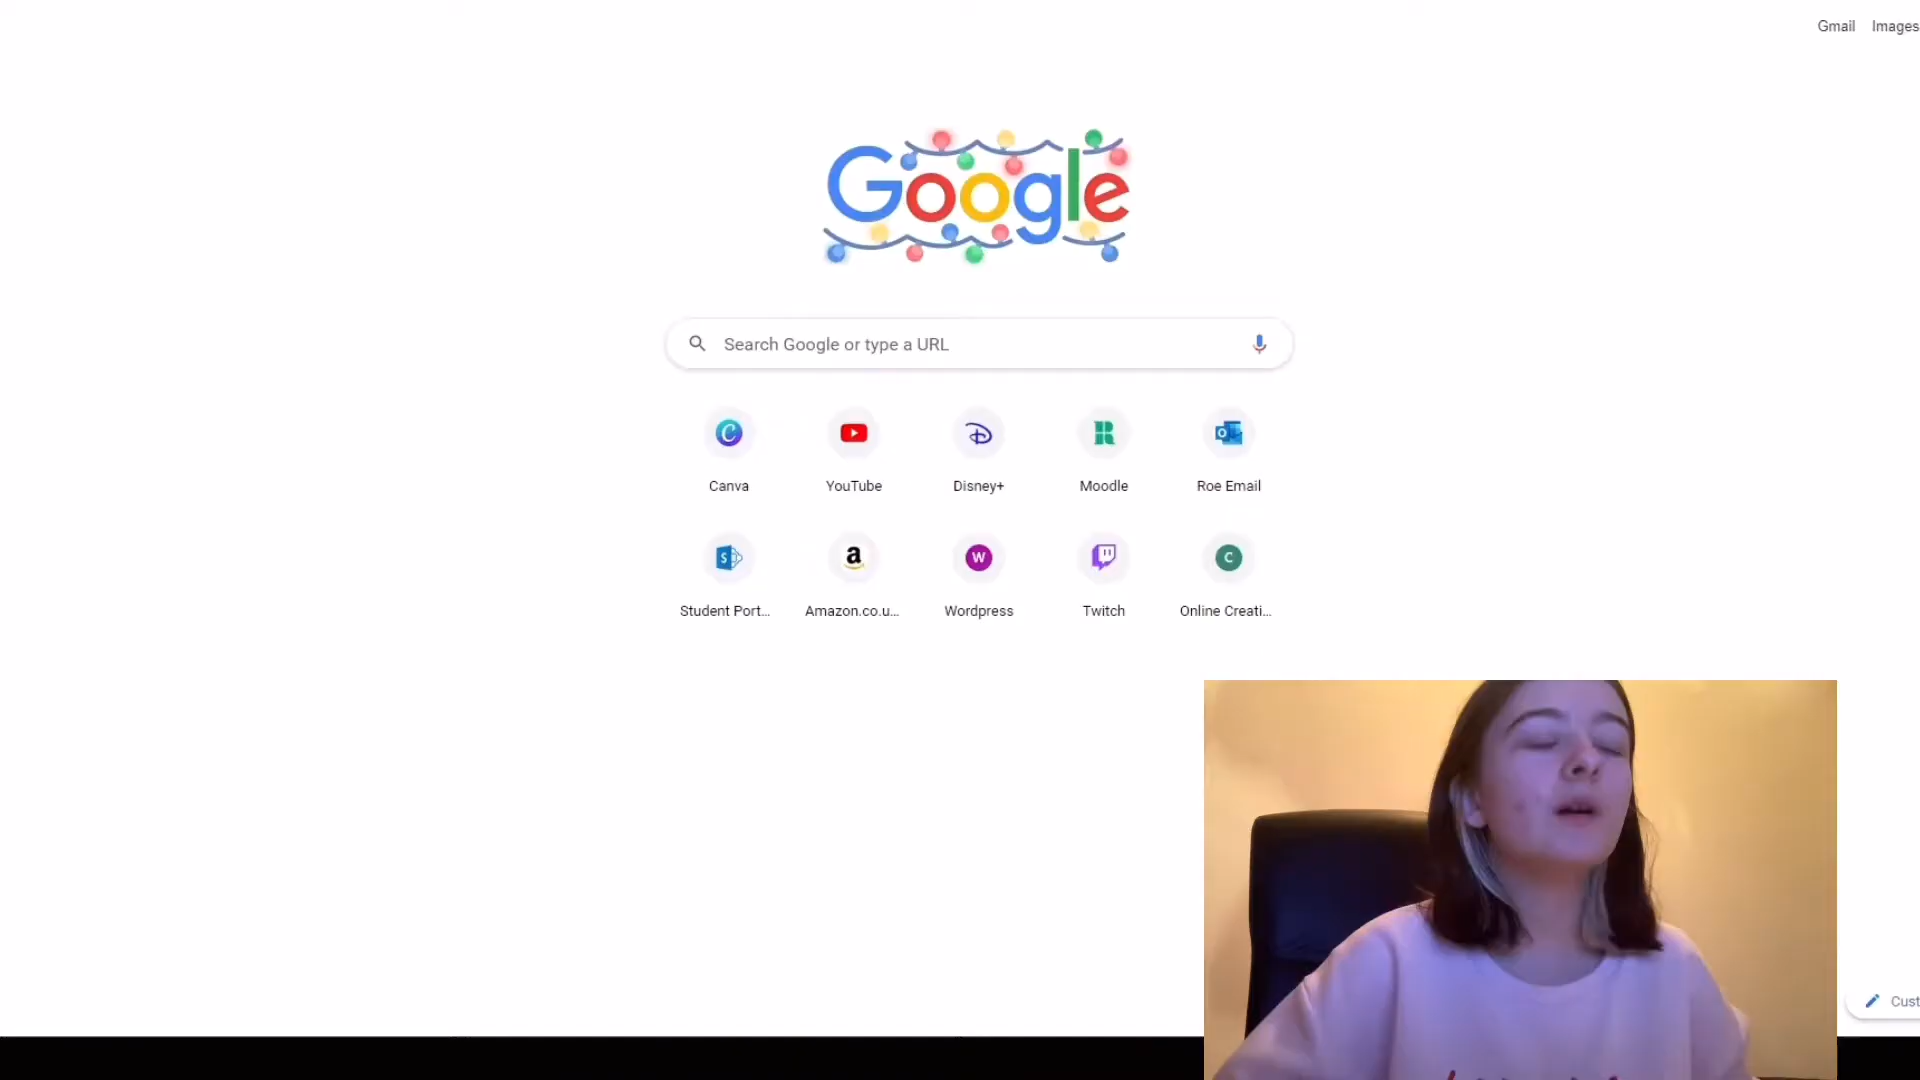 Gmail Images
Google
Search Google or type a URL
Canva YouTube Disney+ Moodle Roe Email
Student Port... Amazon.co.u... Wordpress Twitch Online Creati...
Cust